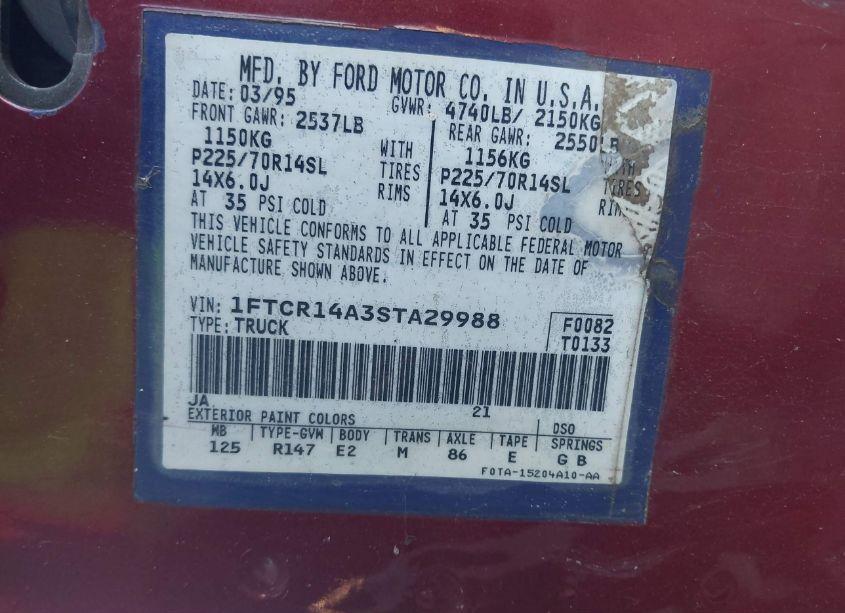 MFD. BY FORD MOTOR CO. IN U.S.A.
DATE: 03/95 GVWR: 4740LB/ 2150KG
FRONT GAWR: 2537LB REAR GAWR: 2550LB
1150KG WITH 1156KG WITH
P225/70R14SL TIRES P225/70R14SL TIRES
14X6.0J RIMS 14X6.0J RIM
AT 35 PSI COLD AT 35 PSI COLD
THIS VEHICLE CONFORMS TO ALL APPLICABLE FEDERAL MOTOR
VEHICLE SAFETY STANDARDS IN EFFECT ON THE DATE OF
MANUFACTURE SHOWN ABOVE.
VIN: 1FTCR14A3STA29988 F0082
TYPE: TRUCK T0133
JA 21
EXTERIOR PAINT COLORS DSO
WB TYPE-GVW BODY TRANS AXLE TAPE SPRINGS
125 R147 E2 M 86 E G B
F0TA-15204A10-AA